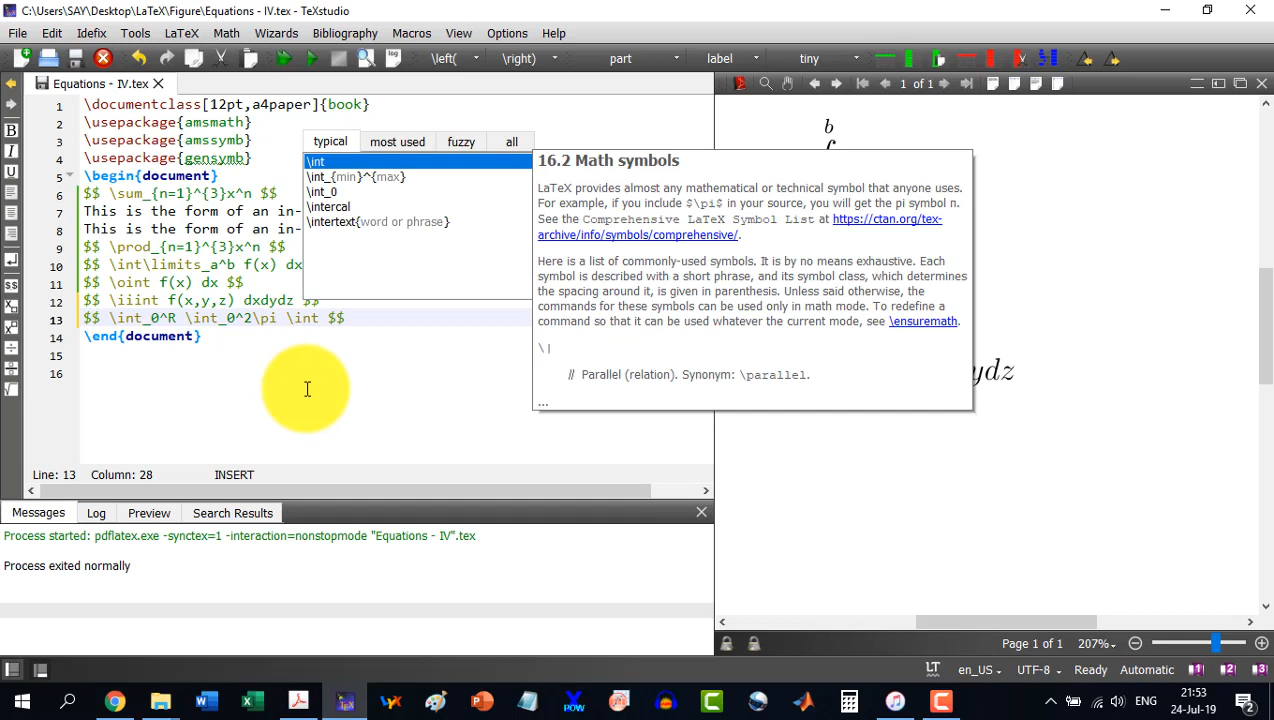 C:\Users\SAY\Desktop\LaTeX\Figure\Equations - IV.tex - TeXstudio
File Edit Idefix Tools LaTeX Math Wizards Bibliography Macros View Options Help
\left( \right) part label tiny
Equations - IV.tex
1 of 1
1 \documentclass[12pt,a4paper]{book}
2 \usepackage{amsmath}
3 \usepackage{amssymb}
4 \usepackage{gensymb}
5 \begin{document}
6 $$ \sum_{n=1}^{3}x^n $$
7 This is the form of an in-
8 This is the form of an in-
9 $$ \prod_{n=1}^{3}x^n $$
10 $$ \int\limits_a^b f(x) dx
11 $$ \oint f(x) dx $$
12 $$ \iiint f(x,y,z) dxdydz $$
13 $$ \int_0^R \int_0^2\pi \int $$
14 \end{document}
15
16
typical most used fuzzy all
\int
\int_{min}^{max}
\int_0
\intercal
\intertext{word or phrase}
16.2 Math symbols
LaTeX provides almost any mathematical or technical symbol that anyone uses.
For example, if you include $\pi$ in your source, you will get the pi symbol π.
See the Comprehensive LaTeX Symbol List at https://ctan.org/tex-
archive/info/symbols/comprehensive/.
Here is a list of commonly-used symbols. It is by no means exhaustive. Each
symbol is described with a short phrase, and its symbol class, which determines
the spacing around it, is given in parenthesis. Unless said otherwise, the
commands for these symbols can be used only in math mode. To redefine a
command so that it can be used whatever the current mode, see \ensuremath.
\|
∥ Parallel (relation). Synonym: \parallel.
...
b
ydz
Line: 13 Column: 28 INSERT
Messages Log Preview Search Results
Process started: pdflatex.exe -synctex=1 -interaction=nonstopmode "Equations - IV".tex
Process exited normally
Page 1 of 1 207%
LT en_US UTF-8 Ready Automatic 1 2 3
ENG
21:53
24-Jul-19
2